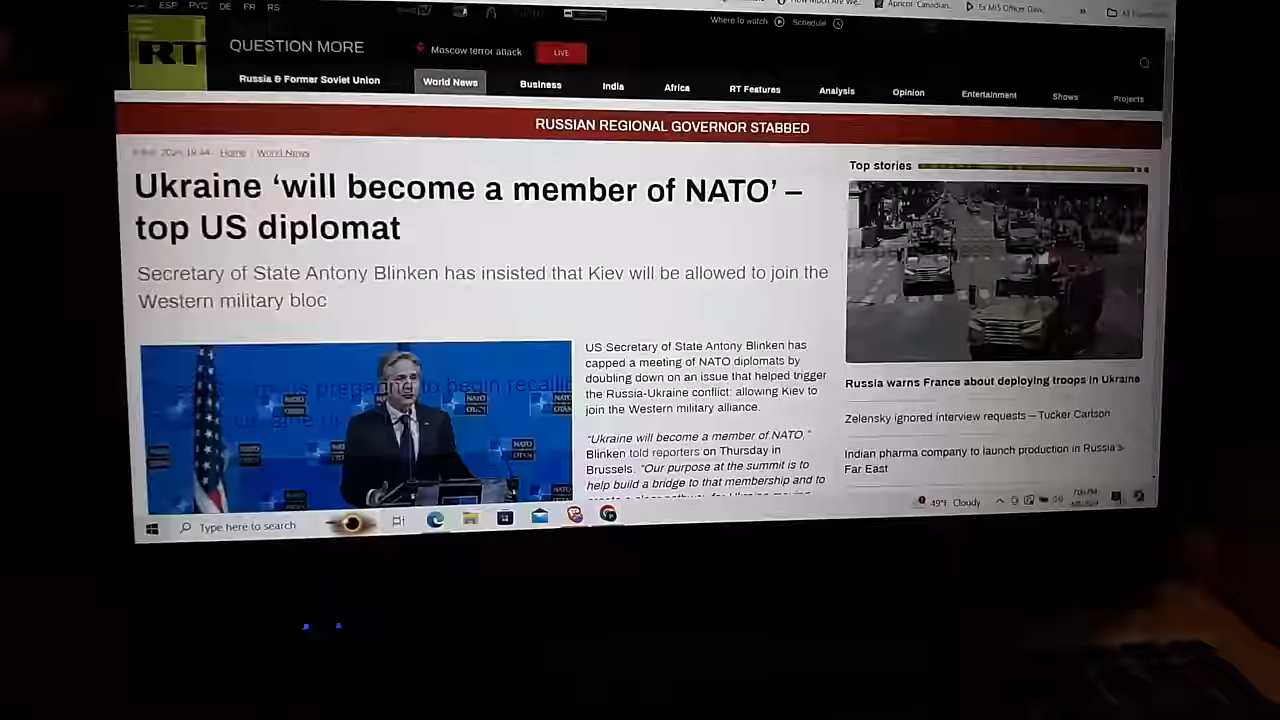 ESP РУС DE FR RS
Where to watch Schedule
RT QUESTION MORE Moscow terror attack LIVE
Russia & Former Soviet Union World News Business India Africa RT Features Analysis Opinion Entertainment Shows Projects
RUSSIAN REGIONAL GOVERNOR STABBED
Home World News
Ukraine ‘will become a member of NATO’ –
top US diplomat
Secretary of State Antony Blinken has insisted that Kiev will be allowed to join the
Western military bloc
is preparing to begin
NATO
OTAN
US Secretary of State Antony Blinken has
capped a meeting of NATO diplomats by
doubling down on an issue that helped trigger
the Russia-Ukraine conflict: allowing Kiev to
join the Western military alliance.
“Ukraine will become a member of NATO,”
Blinken told reporters on Thursday in
Brussels. “Our purpose at the summit is to
help build a bridge to that membership and to
Top stories
Russia warns France about deploying troops in Ukraine
Zelensky ignored interview requests – Tucker Carlson
Indian pharma company to launch production in Russia's
Far East
Type here to search 49°F Cloudy 7:00 PM